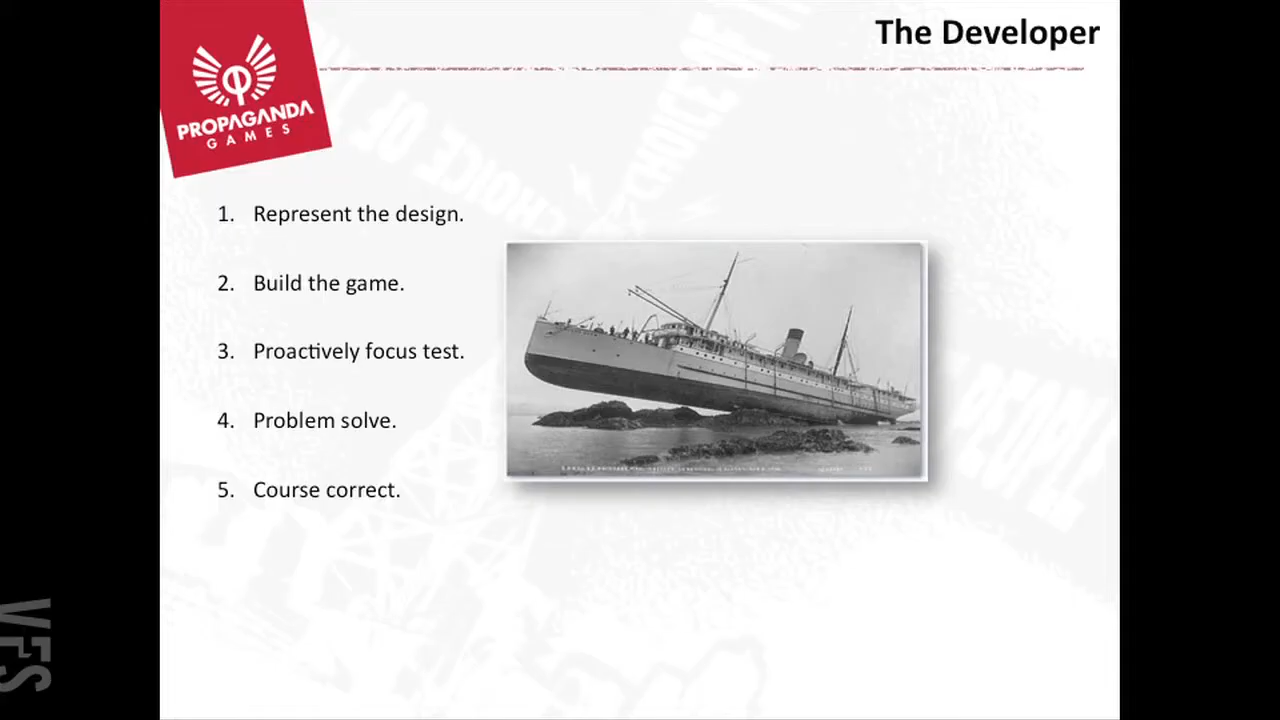 The Developer
PROPAGANDA
GAMES
1. Represent the design.
2. Build the game.
3. Proactively focus test.
4. Problem solve.
5. Course correct.
VFS